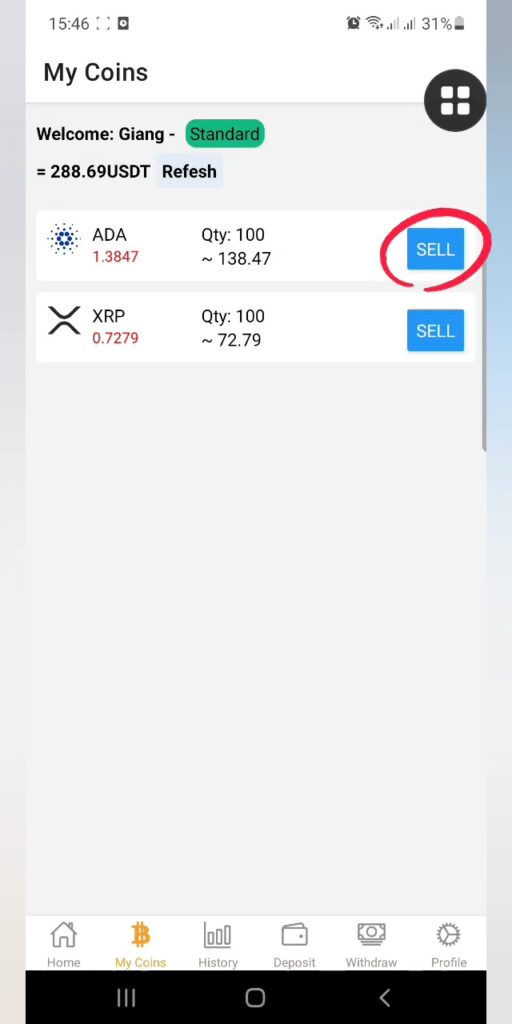 15:46 31%
My Coins
Welcome: Giang - Standard
= 288.69USDT Refesh
ADA Qty: 100
1.3847 ~ 138.47
SELL
XRP Qty: 100
0.7279 ~ 72.79
SELL
Home My Coins History Deposit Withdraw Profile